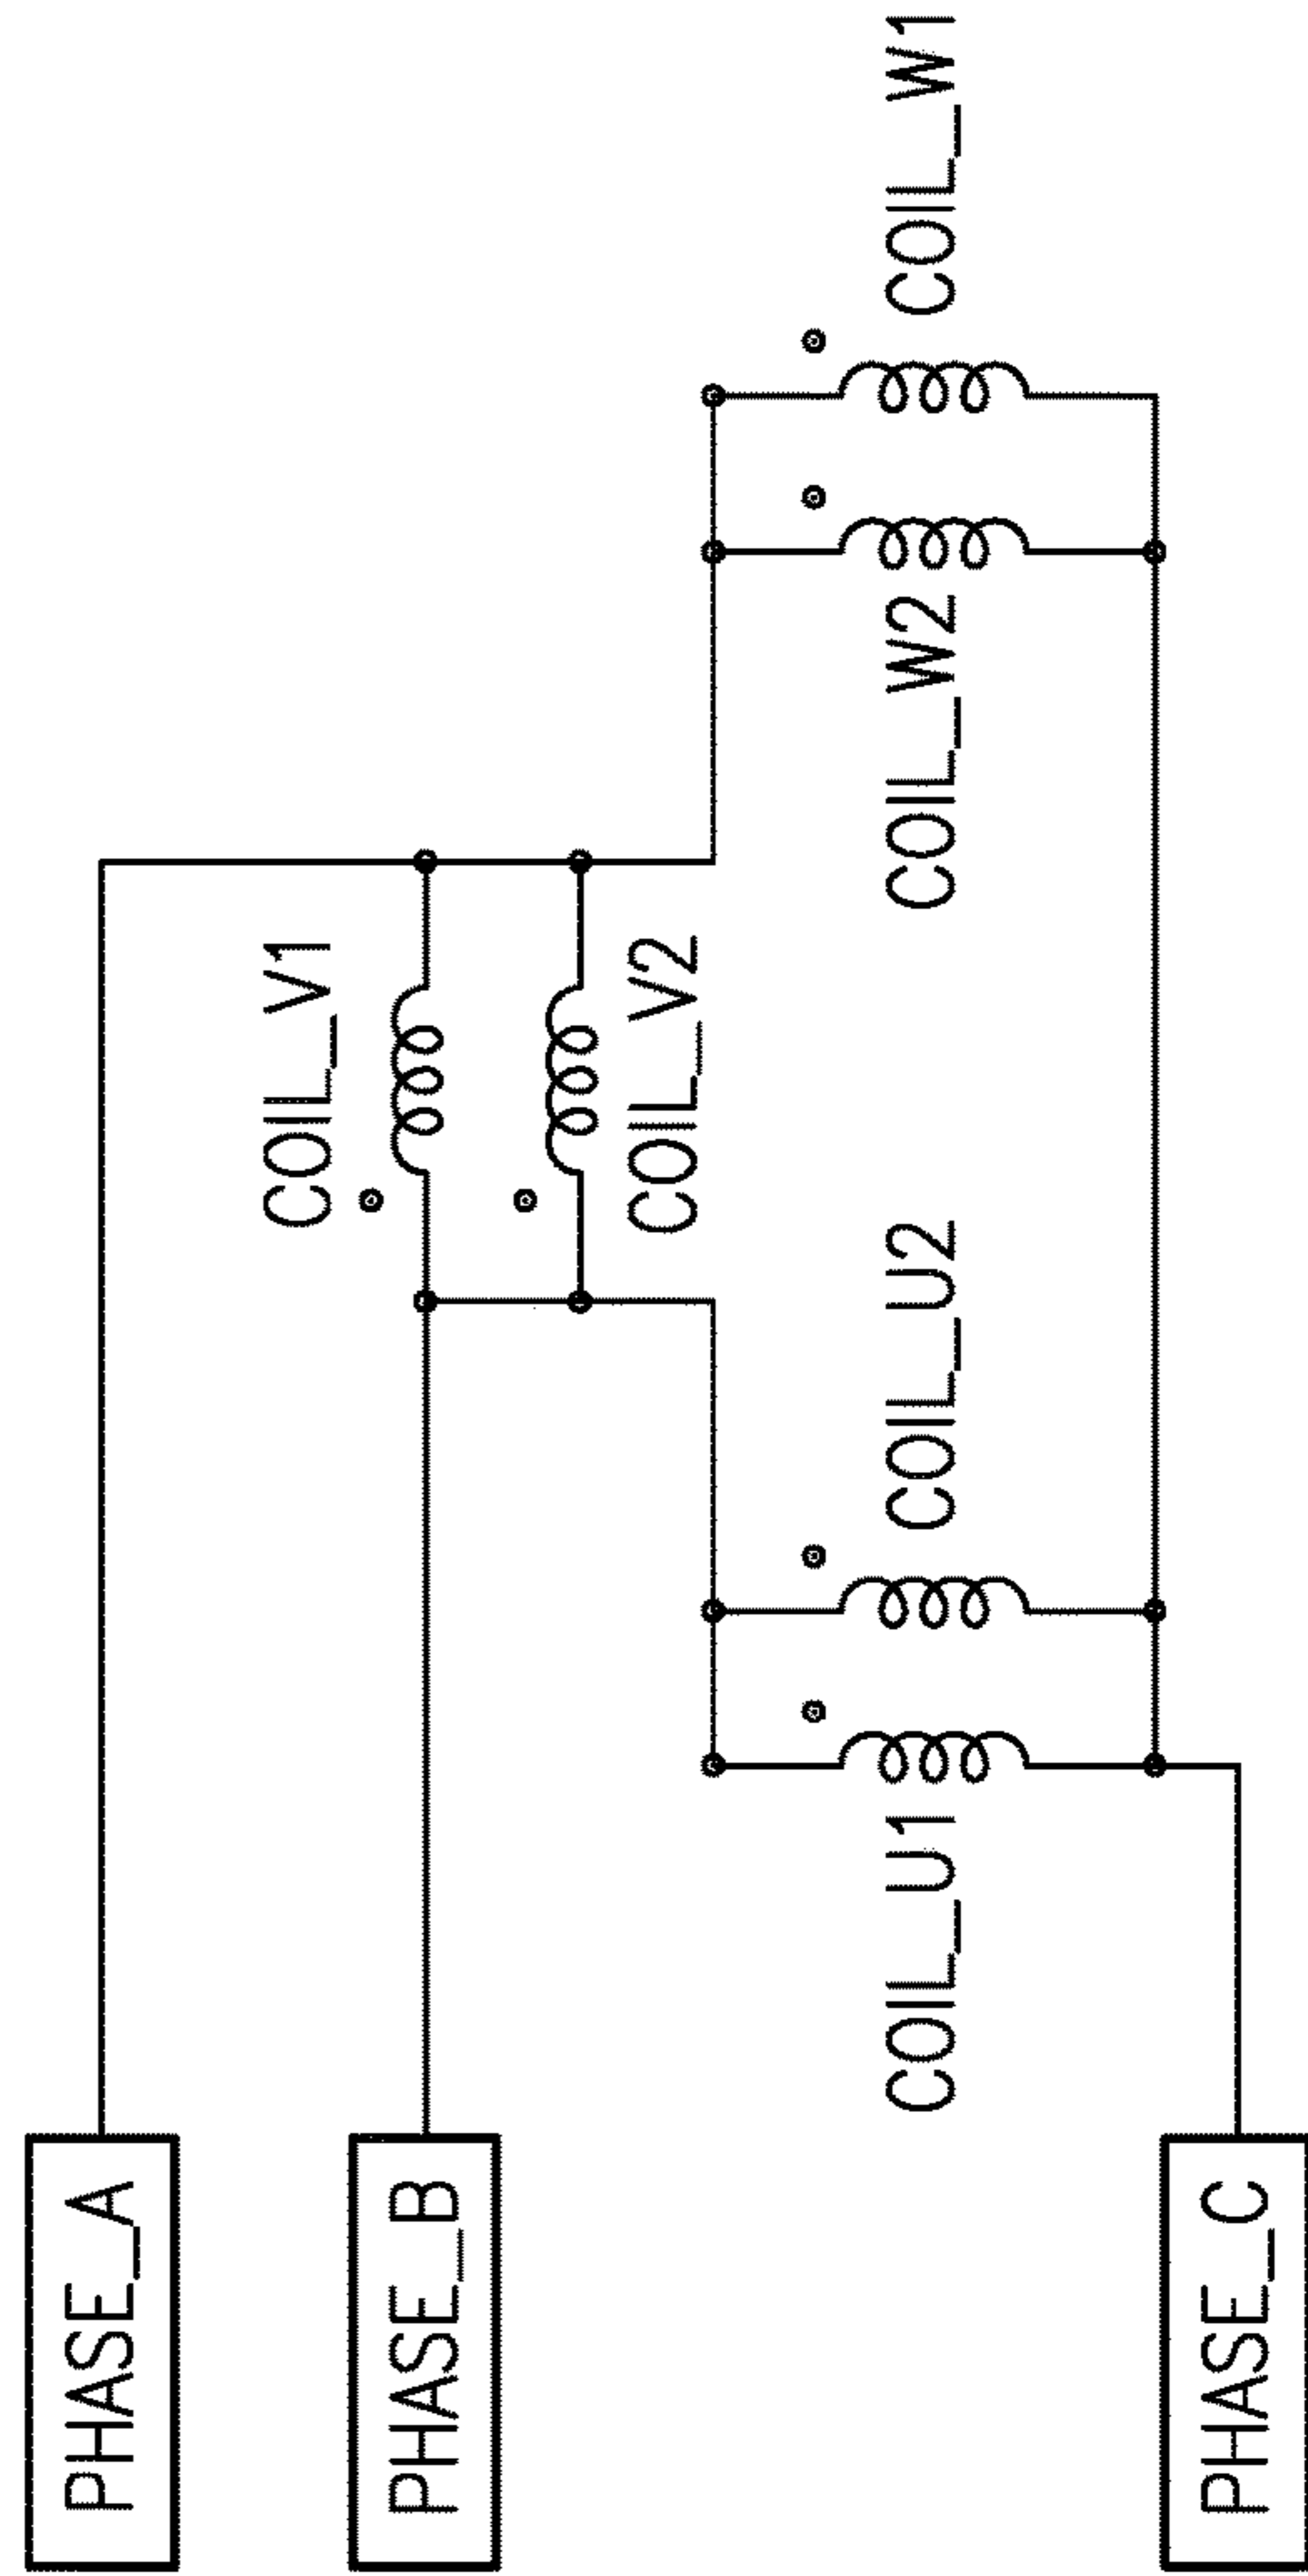 PHASE_A
PHASE_B
PHASE_C
COIL_V1
COIL_V2
COIL_U1
COIL_U2
COIL_W2
COIL_W1